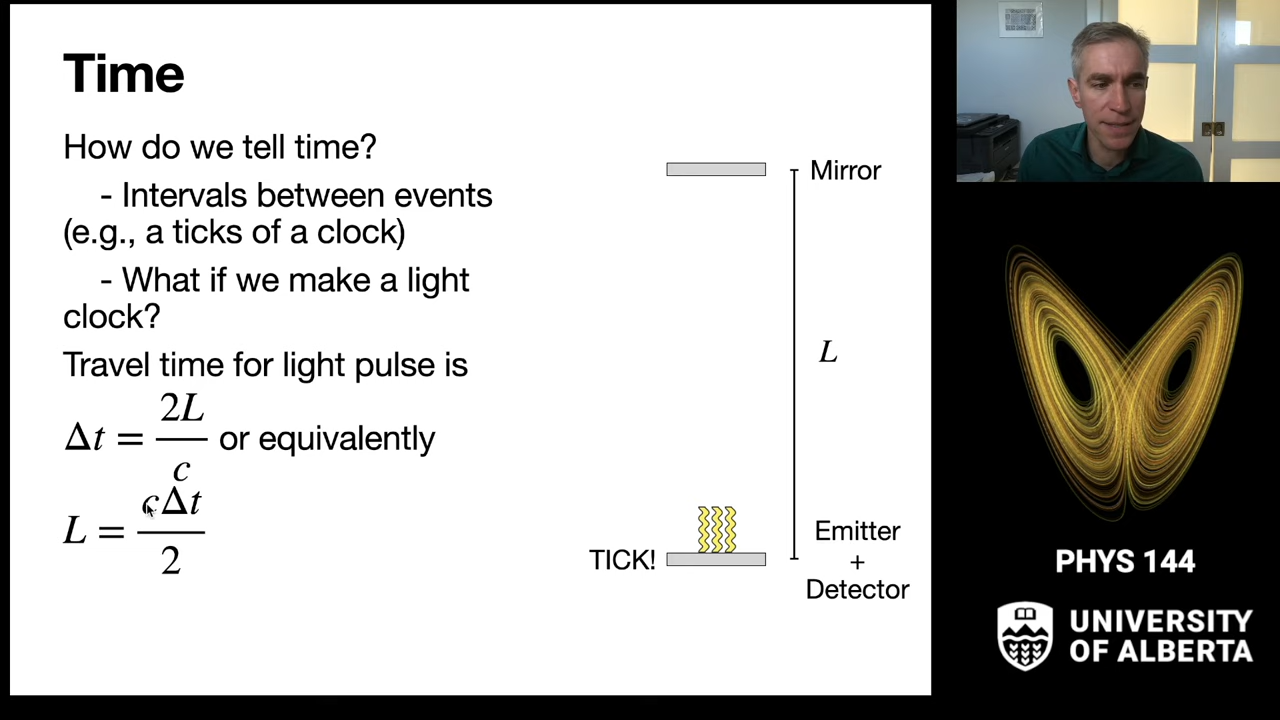 Time
How do we tell time?
- Intervals between events
(e.g., a ticks of a clock)
- What if we make a light
clock?
Travel time for light pulse is
Δt = 2L/c or equivalently
L = cΔt/2
Mirror
L
TICK!
Emitter
+
Detector
PHYS 144
UNIVERSITY
OF ALBERTA